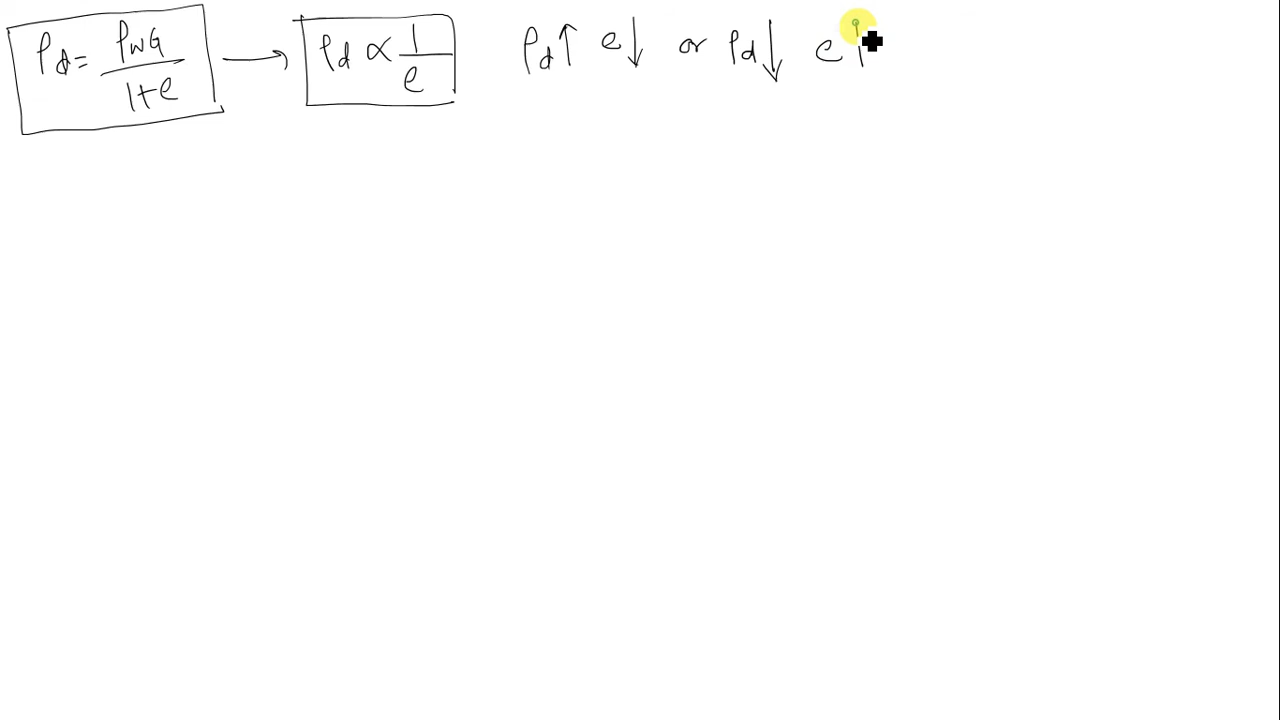 ρd = ρwG / 1+e → ρd ∝ 1/e ρd↑ e↓ or ρd↓ e↑